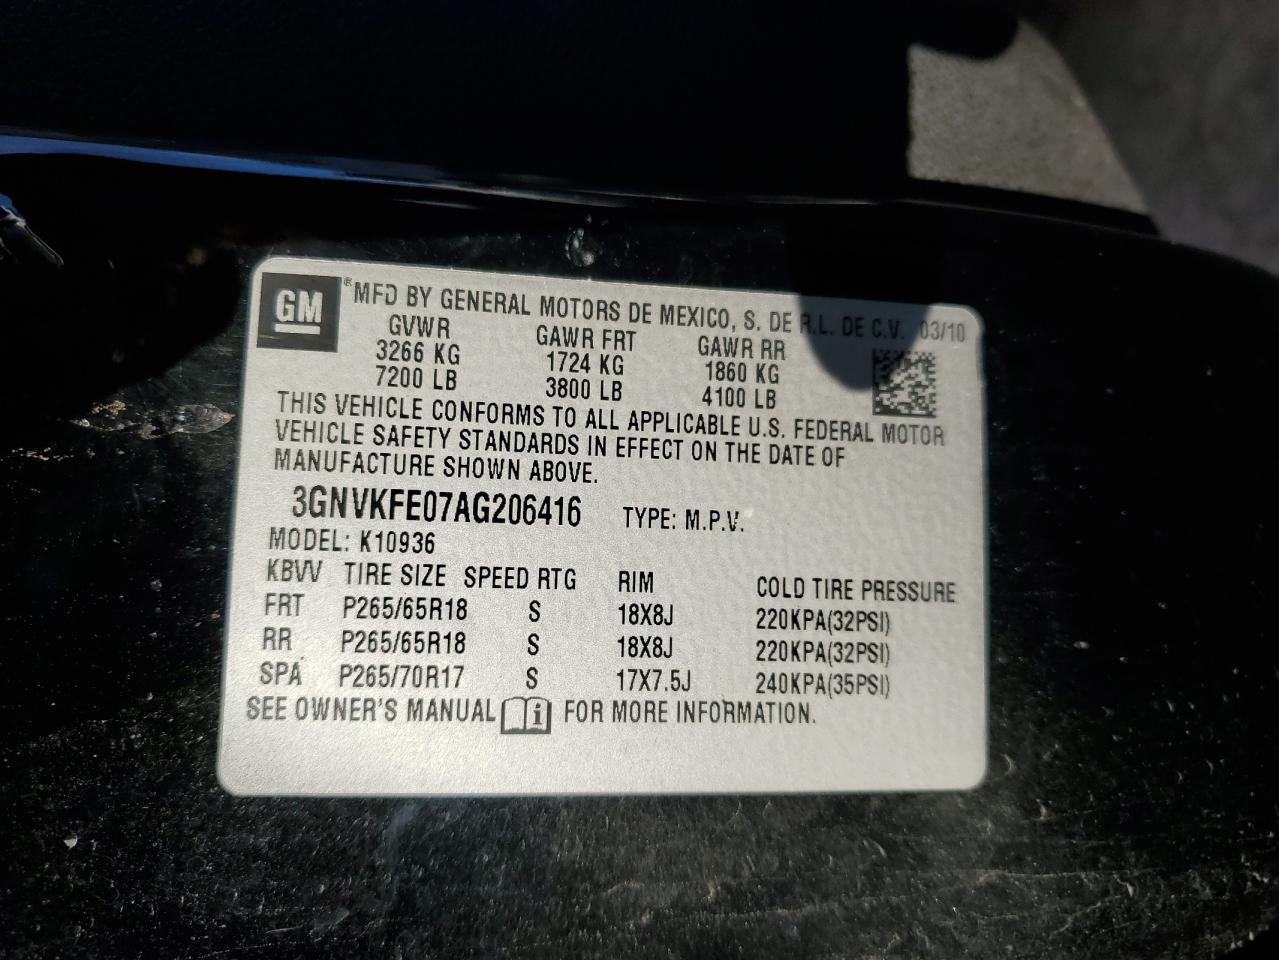 GM ® MFD BY GENERAL MOTORS DE MEXICO, S. DE R.L. DE C.V. 03/10
GVWR GAWR FRT GAWR RR
3266 KG 1724 KG 1860 KG
7200 LB 3800 LB 4100 LB
THIS VEHICLE CONFORMS TO ALL APPLICABLE U.S. FEDERAL MOTOR
VEHICLE SAFETY STANDARDS IN EFFECT ON THE DATE OF
MANUFACTURE SHOWN ABOVE.
3GNVKFE07AG206416 TYPE: M.P.V.
MODEL: K10936
KBVV TIRE SIZE SPEED RTG RIM COLD TIRE PRESSURE
FRT P265/65R18 S 18X8J 220KPA(32PSI)
RR P265/65R18 S 18X8J 220KPA(32PSI)
SPA P265/70R17 S 17X7.5J 240KPA(35PSI)
SEE OWNER'S MANUAL i FOR MORE INFORMATION.